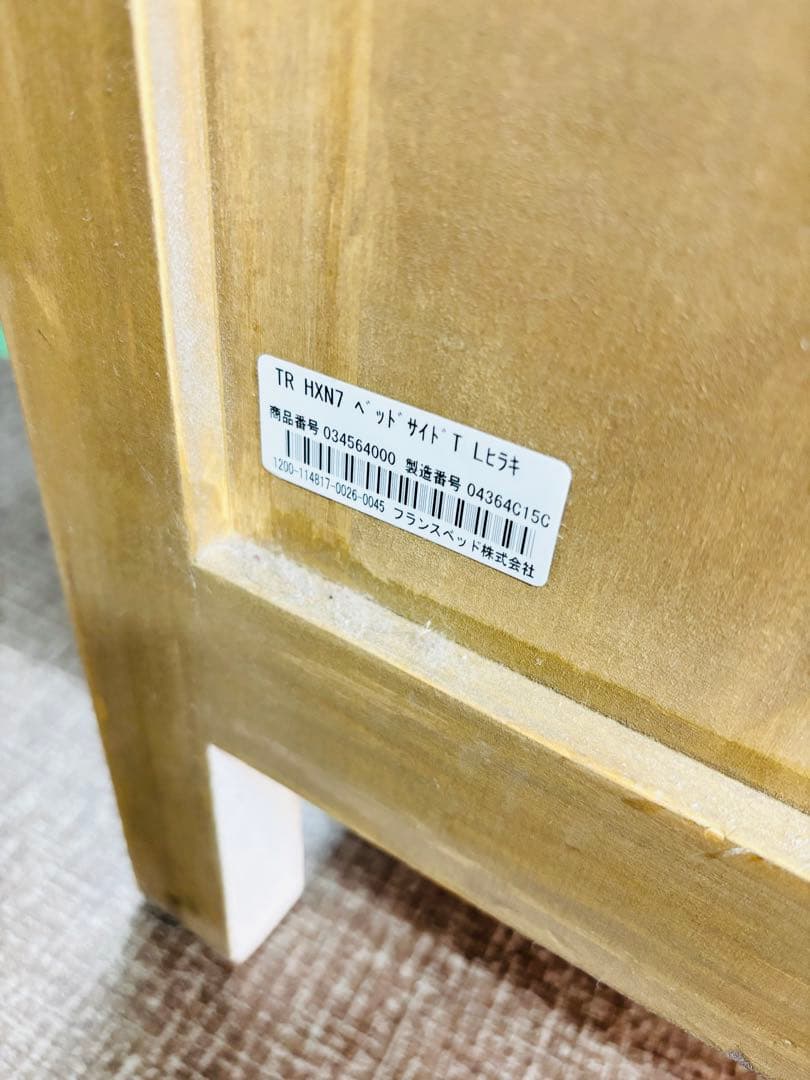 TR HXN7 ﾍﾞｯﾄﾞｻｲﾄﾞT Lﾋﾗｷ
商品番号 034564000 製造番号 04364C15C
1200-114817-0026-0045 フランスベッド株式会社